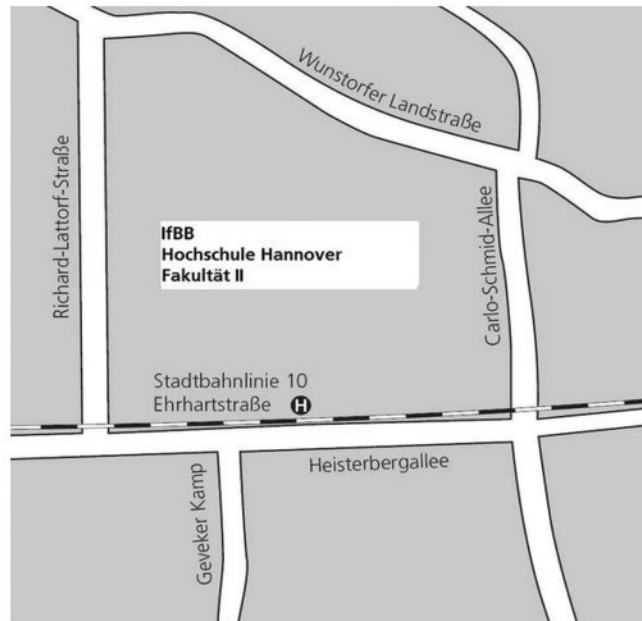 Wunstorfer Landstraße
Richard-Lattorf-Straße
IfBB
Hochschule Hannover
Fakultät II
Carlo-Schmid-Allee
Stadtbahnlinie 10
Ehrhartstraße H
Heisterbergallee
Geveker Kamp